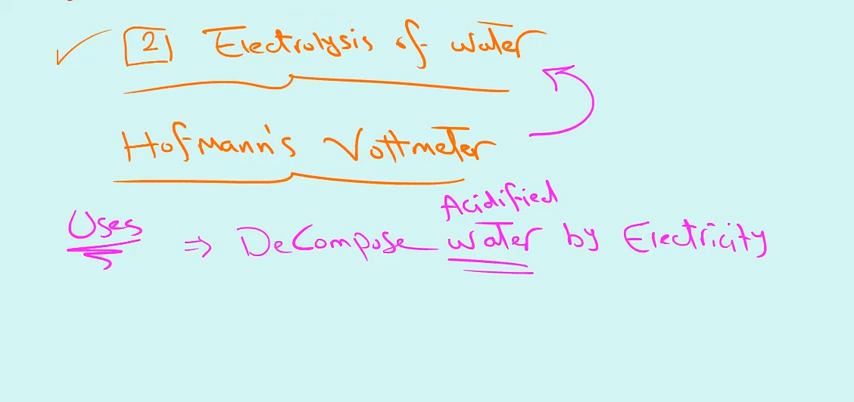 [2] Electrolysis of water
Hofmann's Voltmeter
Acidified
Uses ⇒ DeCompose water by Electricity